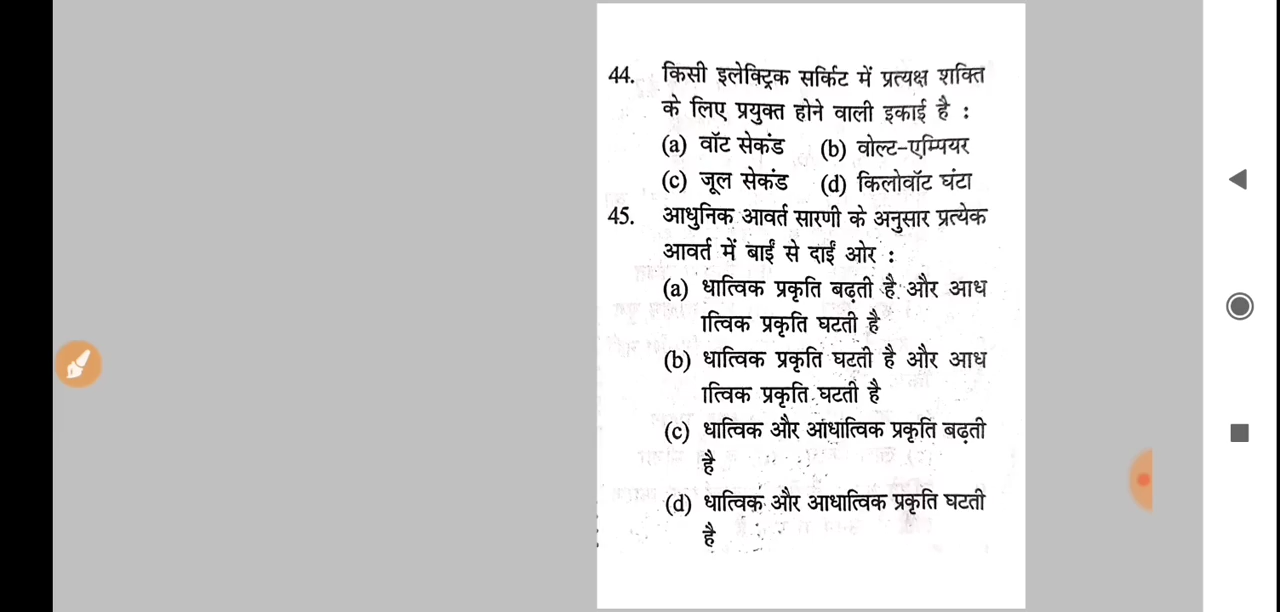 44. किसी इलेक्ट्रिक सर्किट में प्रत्यक्ष शक्ति
के लिए प्रयुक्त होने वाली इकाई है :
(a) वॉट सेकंड (b) वोल्ट-एम्पियर
(c) जूल सेकंड (d) किलोवॉट घंटा
45. आधुनिक आवर्त सारणी के अनुसार प्रत्येक
आवर्त में बाईं से दाईं ओर :
(a) धात्विक प्रकृति बढ़ती है और आध
ात्विक प्रकृति घटती है
(b) धात्विक प्रकृति घटती है और आध
ात्विक प्रकृति घटती है
(c) धात्विक और आधात्विक प्रकृति बढ़ती
है
(d) धात्विक और आधात्विक प्रकृति घटती
है